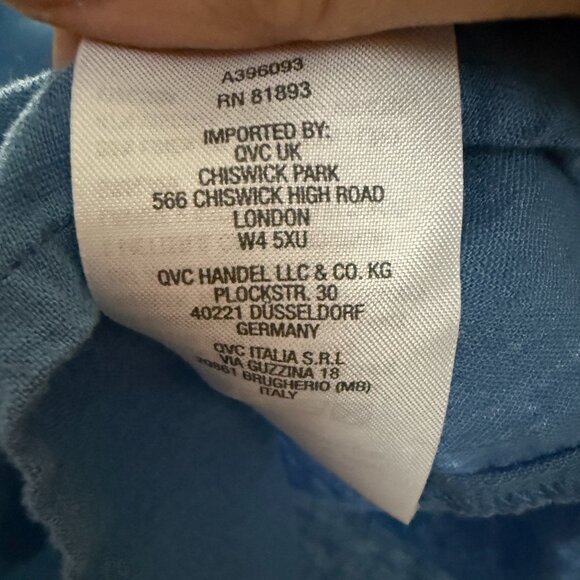 A396093
RN 81893
IMPORTED BY:
QVC UK
CHISWICK PARK
566 CHISWICK HIGH ROAD
LONDON
W4 5XU
QVC HANDEL LLC & CO. KG
PLOCKSTR. 30
40221 DÜSSELDORF
GERMANY
QVC ITALIA S.R.L
VIA GUZZINA 18
20861 BRUGHERIO (MB)
ITALY